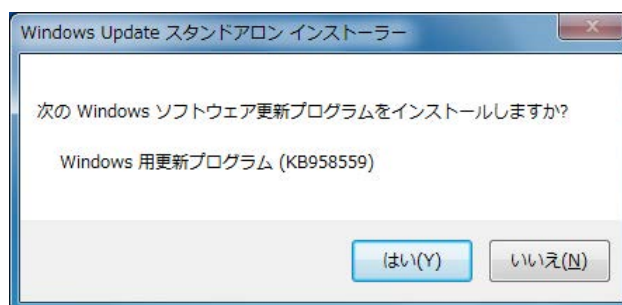 Windows Update スタンドアロン インストーラー
次の Windows ソフトウェア更新プログラムをインストールしますか?
Windows 用更新プログラム (KB958559)
はい(Y)
いいえ(N)